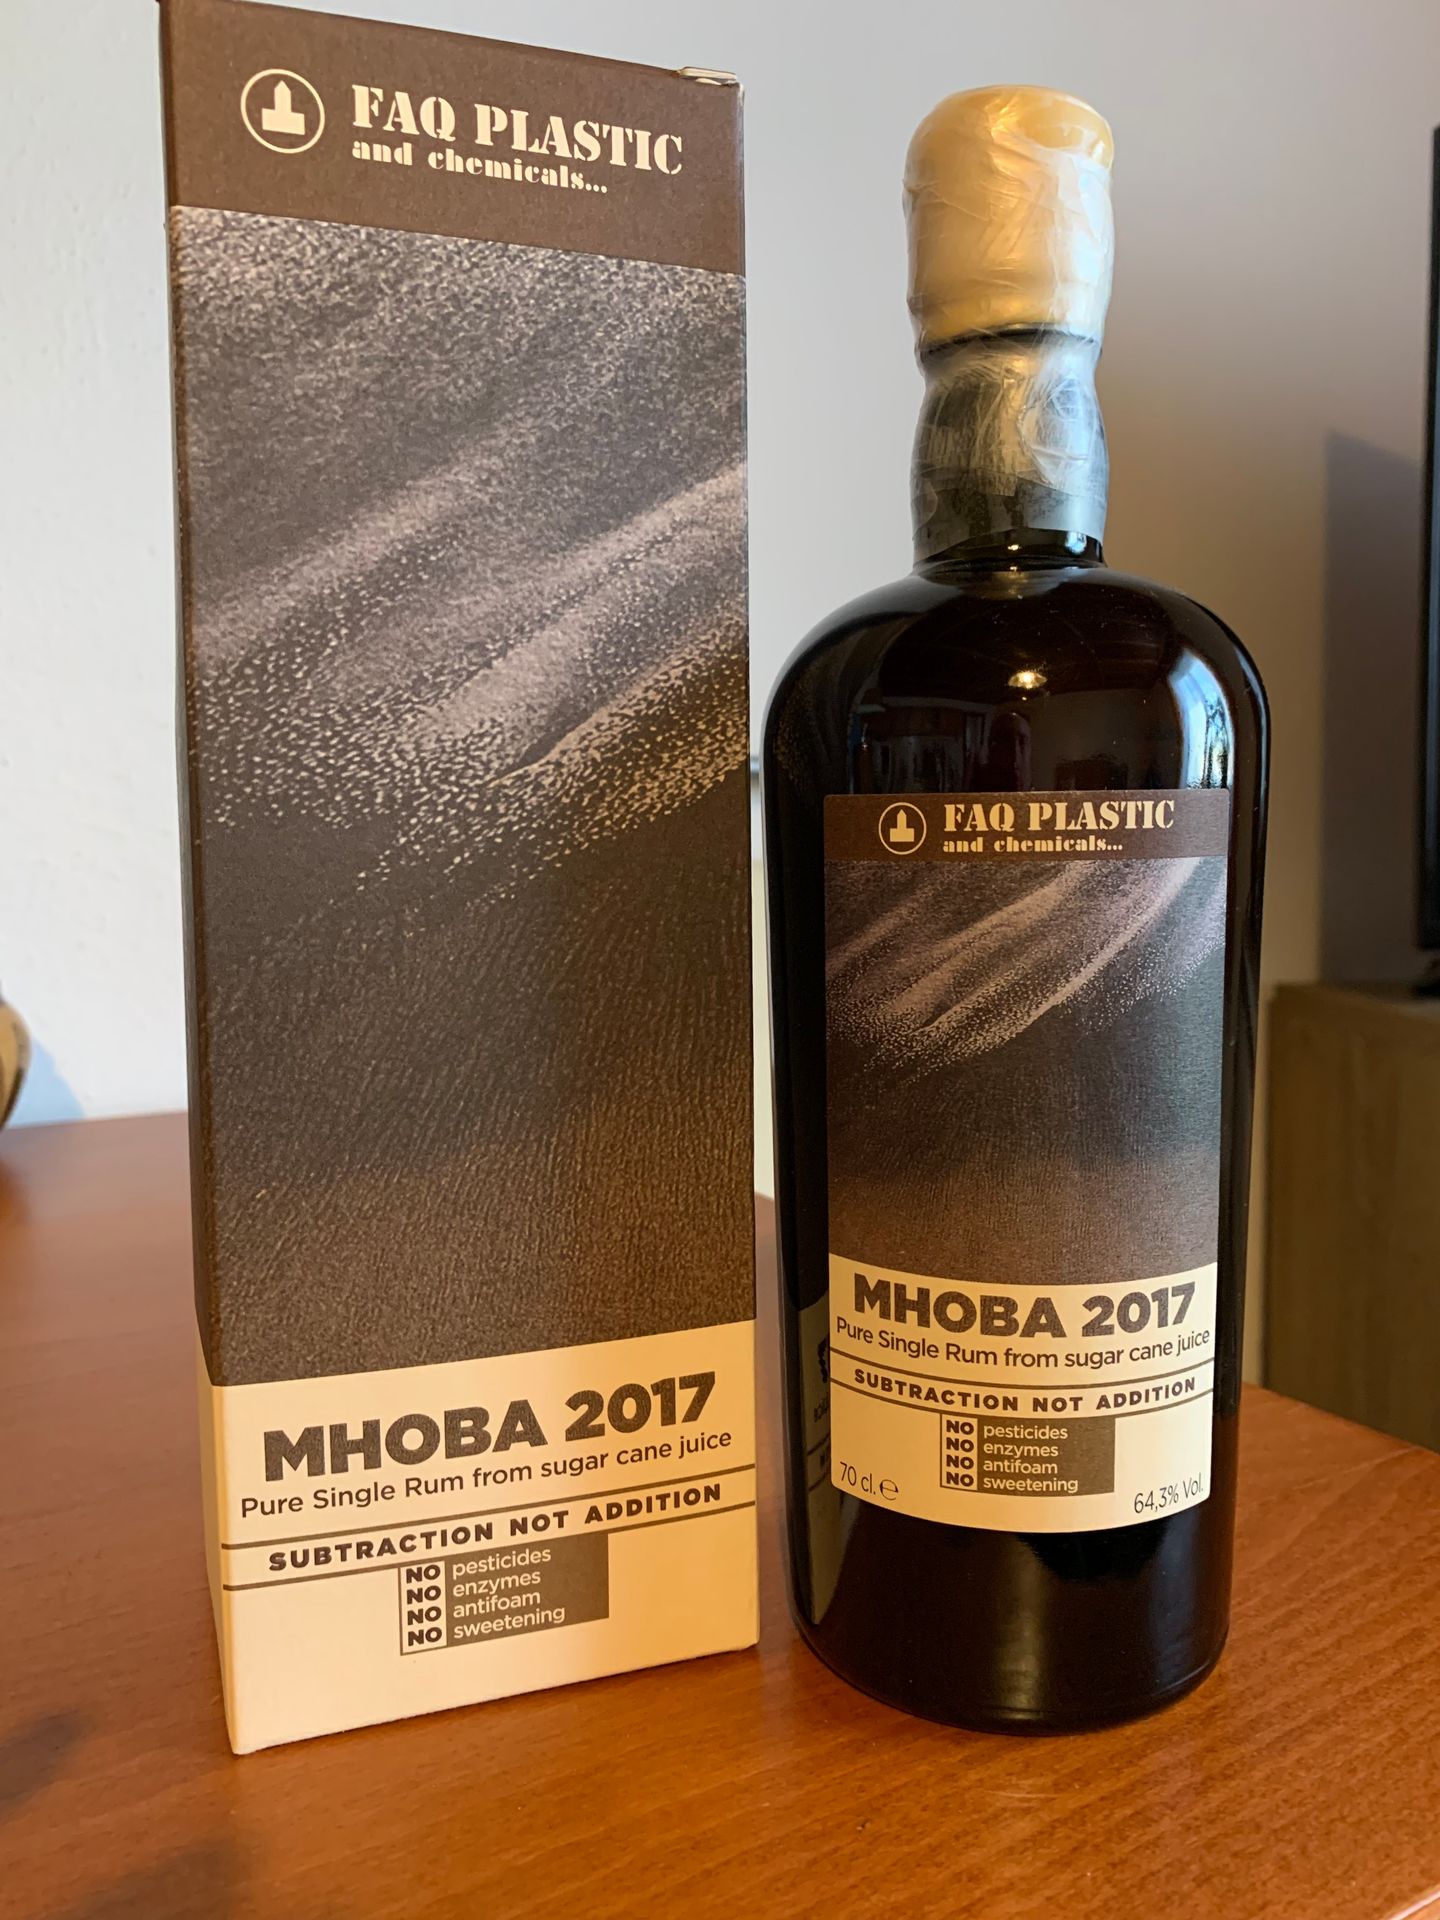 FAQ PLASTIC
and chemicals...
MHOBA 2017
Pure Single Rum from sugar cane juice
SUBTRACTION NOT ADDITION
NO pesticides
NO enzymes
NO antifoam
NO sweetening
FAQ PLASTIC
and chemicals...
MHOBA 2017
Pure Single Rum from sugar cane juice
SUBTRACTION NOT ADDITION
NO pesticides
NO enzymes
NO antifoam
NO sweetening
70 cl. ℮
64,3% Vol.